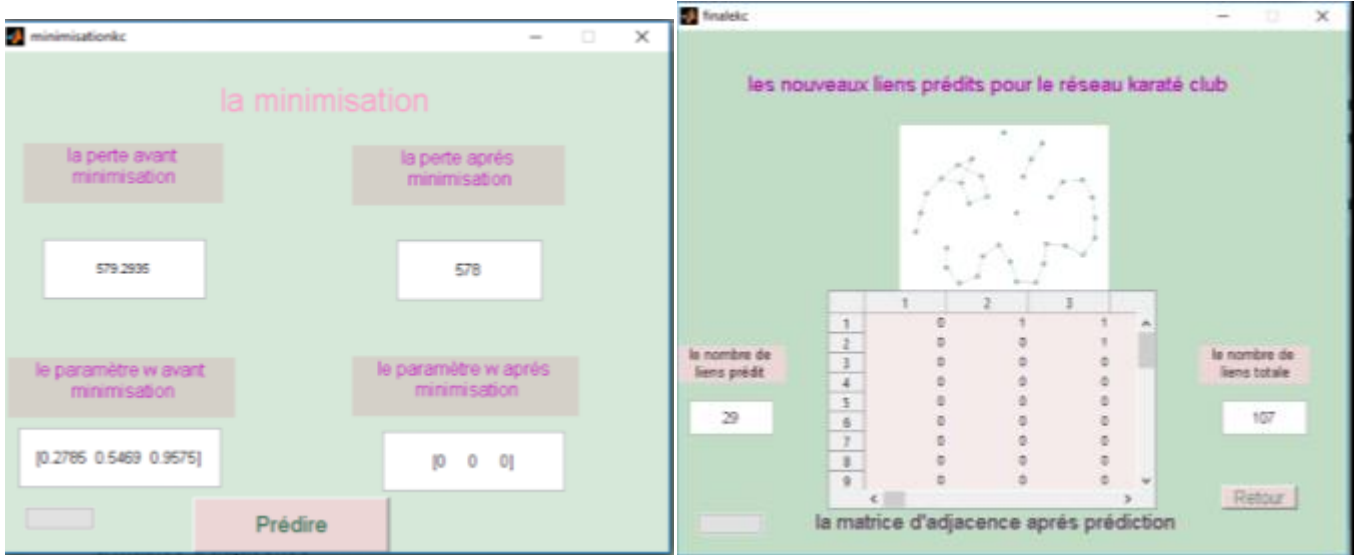 minimisationkc
la minimisation
la perte avant
minimisation
la perte aprés
minimisation
579.2935
578
le paramètre w avant
minimisation
le paramètre w aprés
minimisation
[0.2785 0.5469 0.9575]
[0 0 0]
Prédire
finalekc
les nouveaux liens prédits pour le réseau karaté club
1 2 3
1 0 1 1
2 0 0 1
3 0 0 0
4 0 0 0
5 0 0 0
6 0 0 0
7 0 0 0
8 0 0 0
9 0 0 0
le nombre de
liens prédit
29
le nombre de
liens totale
107
Retour
la matrice d'adjacence aprés prédiction